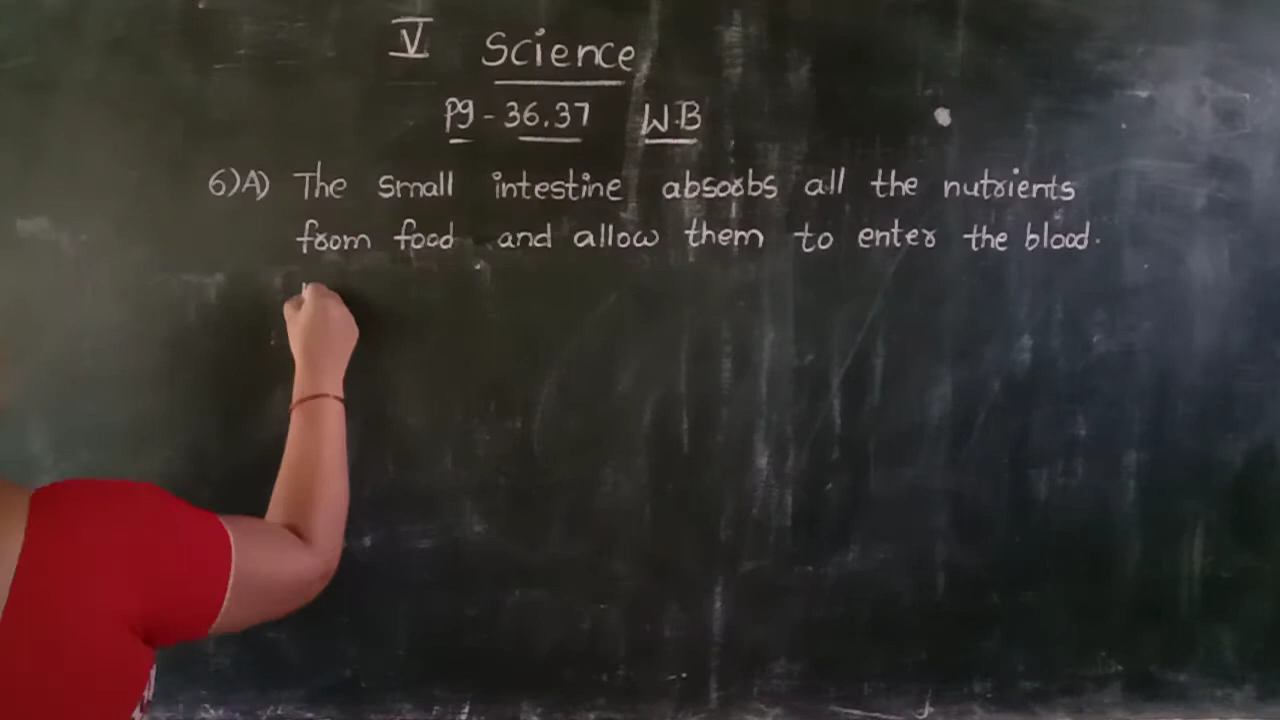 V Science
Pg - 36.37 W.B
6)A) The small intestine absorbs all the nutrients
from food and allow them to enter the blood.